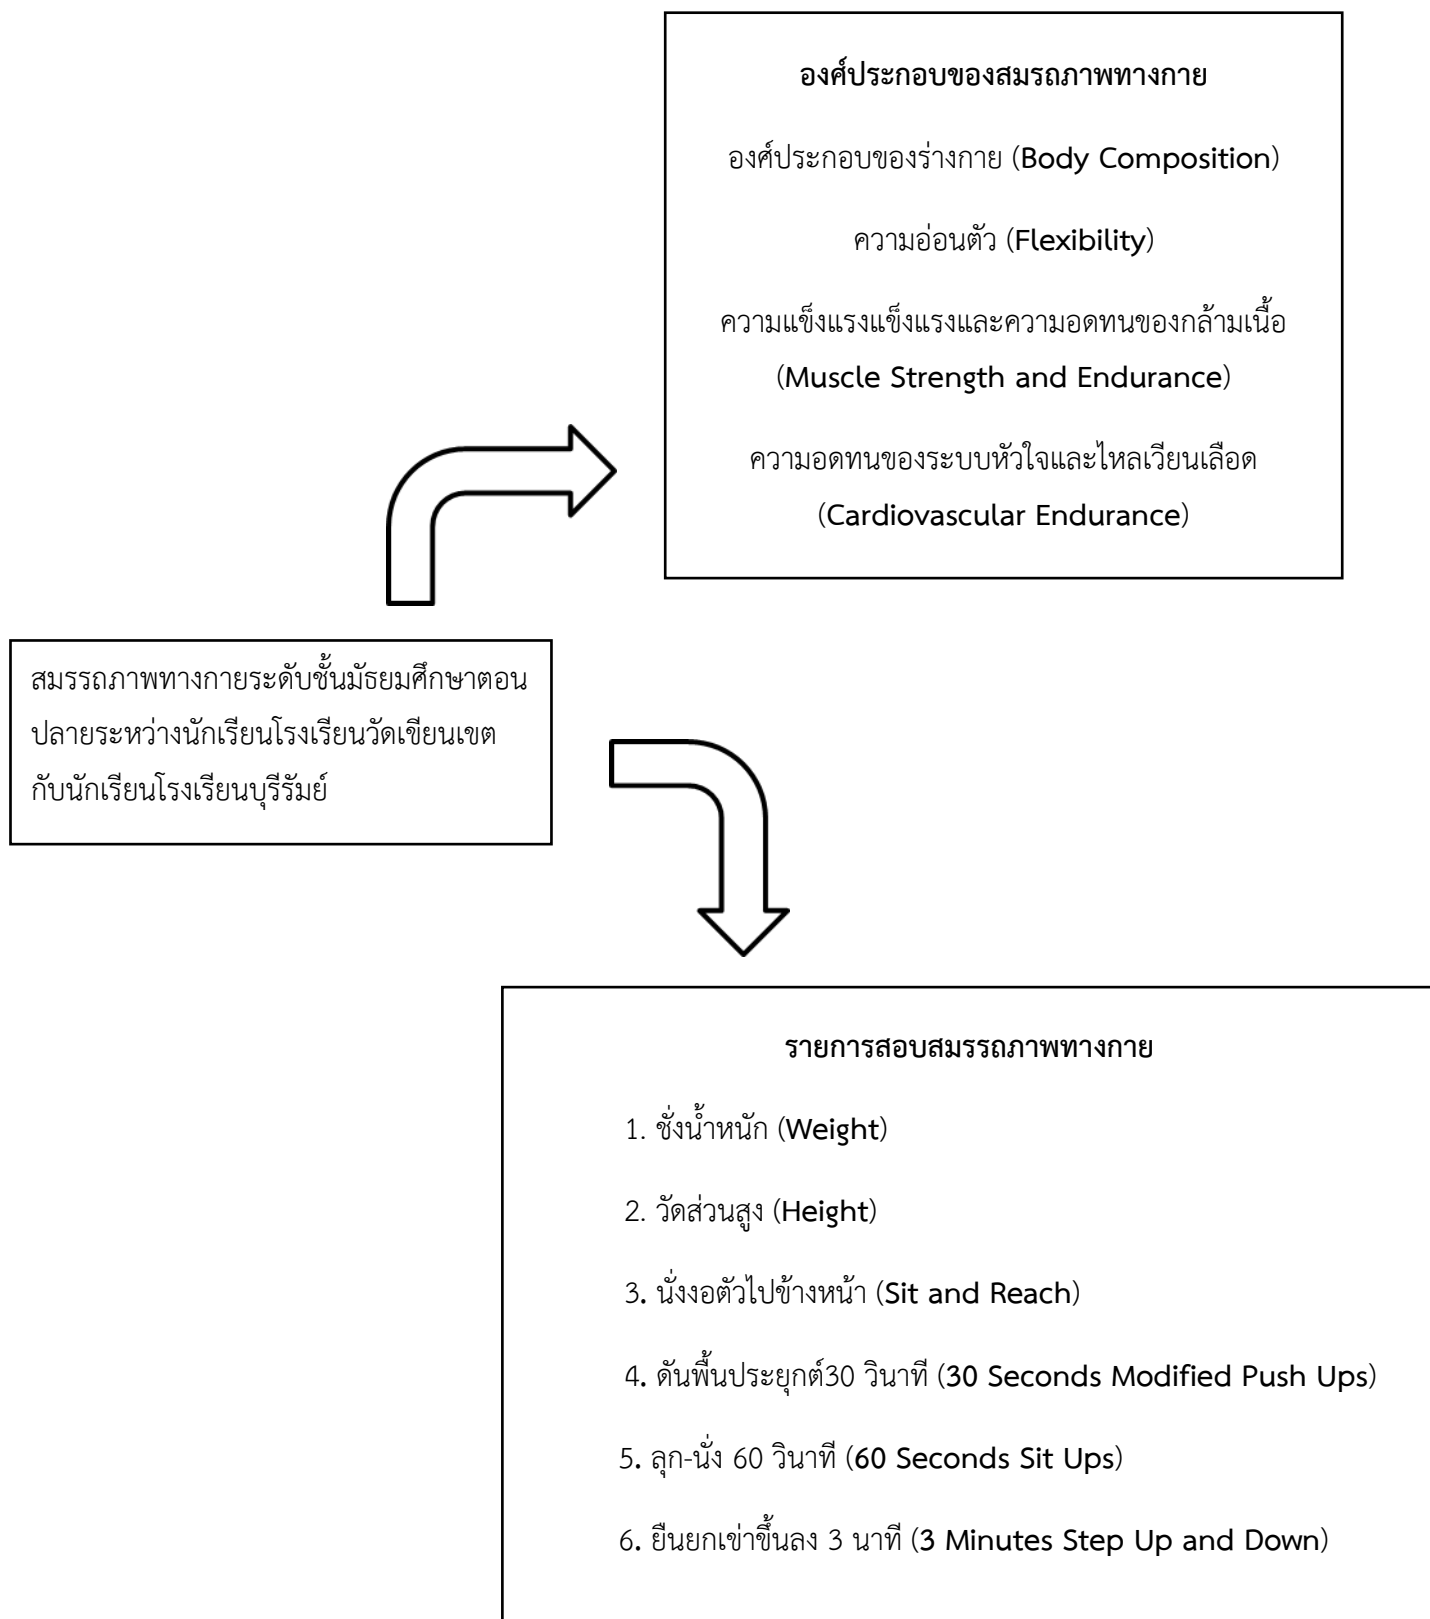 องค์ประกอบของสมรถภาพทางกาย
องค์ประกอบของร่างกาย (Body Composition)
ความอ่อนตัว (Flexibility)
ความแข็งแรงแข็งแรงและความอดทนของกล้ามเนื้อ
(Muscle Strength and Endurance)
ความอดทนของระบบหัวใจและไหลเวียนเลือด
(Cardiovascular Endurance)
สมรรถภาพทางกายระดับชั้นมัธยมศึกษาตอน
ปลายระหว่างนักเรียนโรงเรียนวัดเขียนเขต
กับนักเรียนโรงเรียนบุรีรัมย์
รายการสอบสมรรถภาพทางกาย
1. ชั่งน้ำหนัก (Weight)
2. วัดส่วนสูง (Height)
3. นั่งงอตัวไปข้างหน้า (Sit and Reach)
4. ดันพื้นประยุกต์30 วินาที (30 Seconds Modified Push Ups)
5. ลุก-นั่ง 60 วินาที (60 Seconds Sit Ups)
6. ยืนยกเข่าขึ้นลง 3 นาที (3 Minutes Step Up and Down)